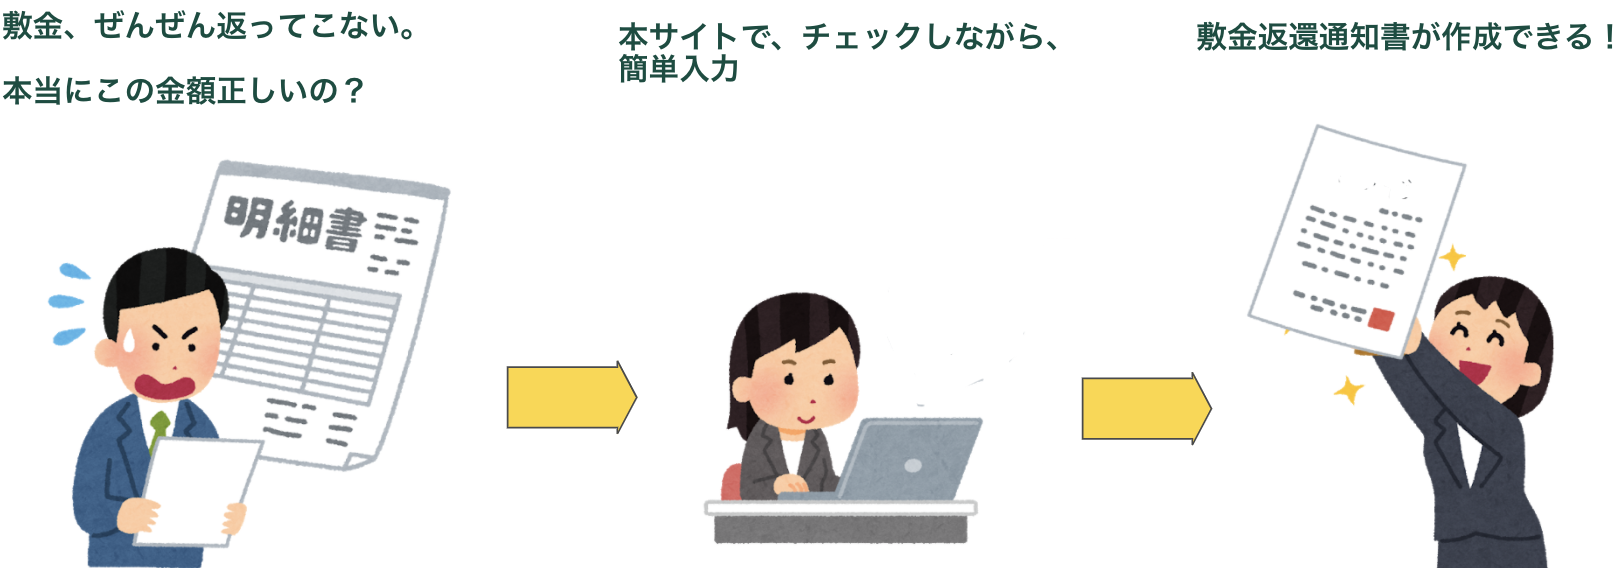 敷金、ぜんぜん返ってこない。
本当にこの金額正しいの？
本サイトで、チェックしながら、
簡単入力
敷金返還通知書が作成できる！
明細書